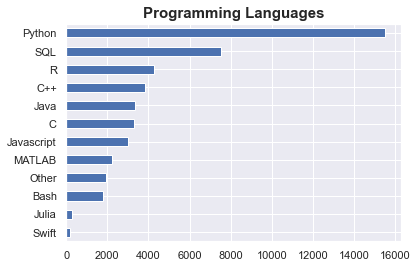 Programming Languages
Python
SQL
R
C++
Java
C
Javascript
MATLAB
Other
Bash
Julia
Swift
0 2000 4000 6000 8000 10000 12000 14000 16000